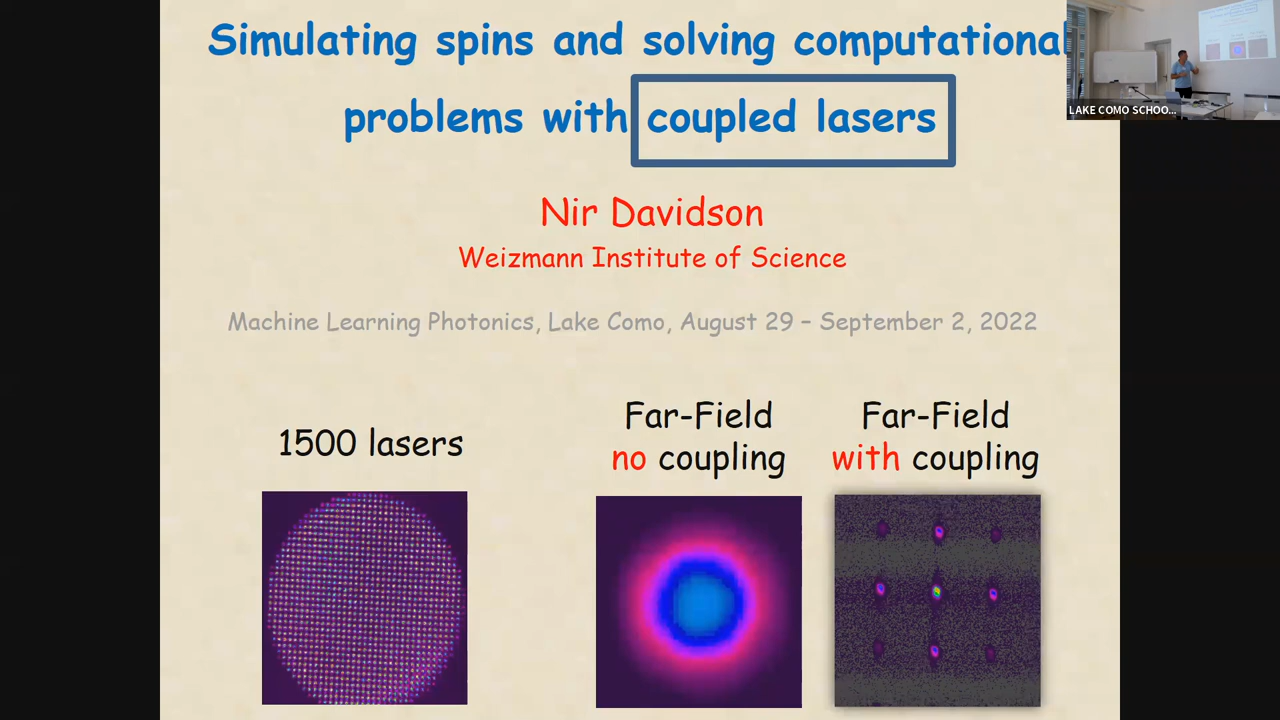 Simulating spins and solving computational
problems with coupled lasers
Nir Davidson
Weizmann Institute of Science
Machine Learning Photonics, Lake Como, August 29 – September 2, 2022
1500 lasers
Far-Field
no coupling
Far-Field
with coupling
LAKE COMO SCHOO...